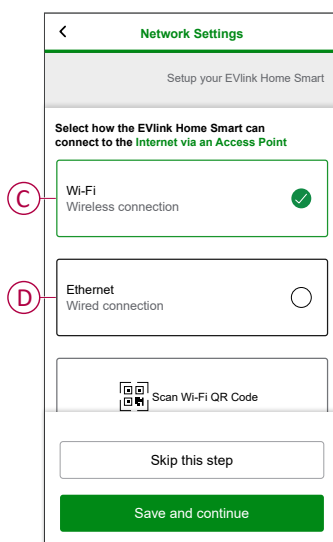 Network Settings
Setup your EVlink Home Smart
Select how the EVlink Home Smart can
connect to the Internet via an Access Point
C
Wi-Fi
Wireless connection
D
Ethernet
Wired connection
Scan Wi-Fi QR Code
Skip this step
Save and continue